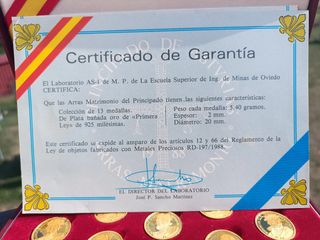 Certificado de Garantía
El Laboratorio AS-I de M. P. de La Escuela Superior de Ing. de Minas de Oviedo
CERTIFICA:
Que las Arras Matrimonio del Principado tienen las siguientes características:
Colección de 13 medallas. Peso cada medalla: 5.40 gramos.
De Plata bañada oro de «Primera Espesor: 2 mm.
Ley» de 925 milésimas. Diámetro: 20 mm.
Este certificado se expide al amparo de los artículos 12 y 66 del Reglamento de la
Ley de objetos fabricados con Metales Preciosos RD-197/1988.
EL DIRECTOR DEL LABORATORIO
José P. Sancho Martínez